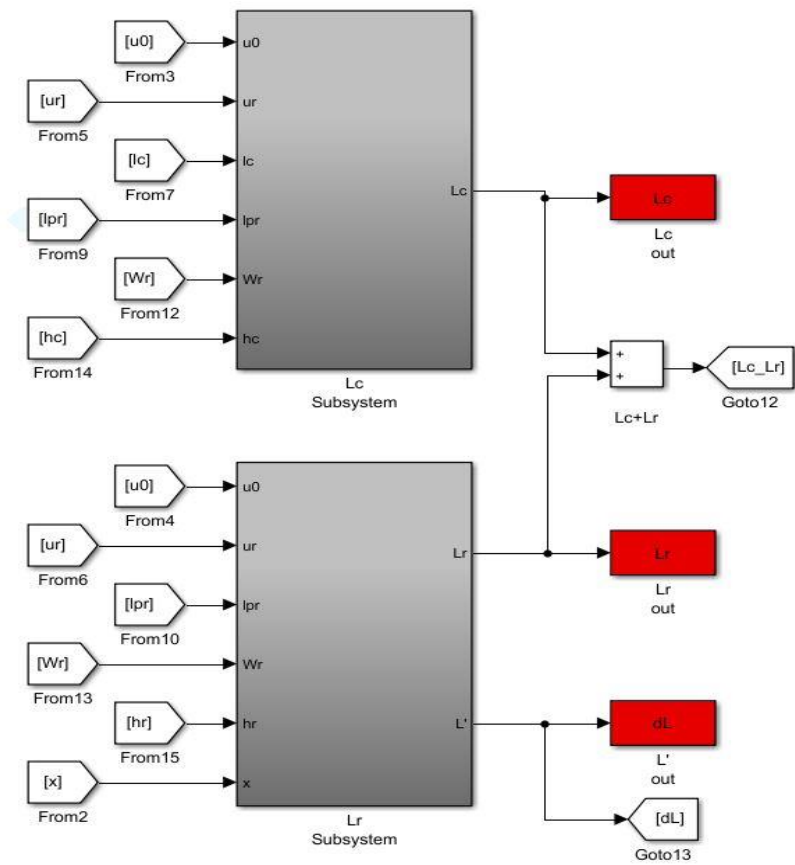 [u0]
u0
From3
[ur]
ur
From5
[lc]
lc
From7
[lpr]
lpr
From9
[Wr]
Wr
From12
[hc]
hc
From14
Lc
Lc
Subsystem
Lc
Lc
out
+
+
Lc+Lr
[Lc_Lr]
Goto12
[u0]
u0
From4
[ur]
ur
From6
[lpr]
lpr
From10
[Wr]
Wr
From13
[hr]
hr
From15
[x]
x
From2
Lr
L'
Lr
Subsystem
Lr
Lr
out
dL
L'
out
[dL]
Goto13